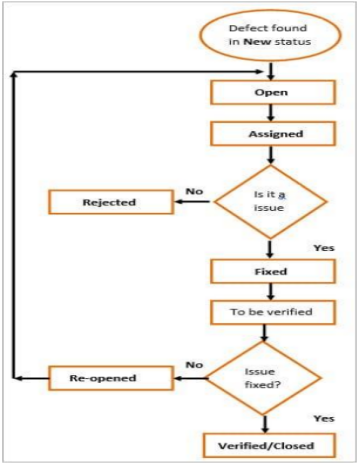 Defect found
in New status
Open
Assigned
Is it a
issue
No
Rejected
Yes
Fixed
To be verified
Issue
fixed?
No
Re-opened
Yes
Verified/Closed